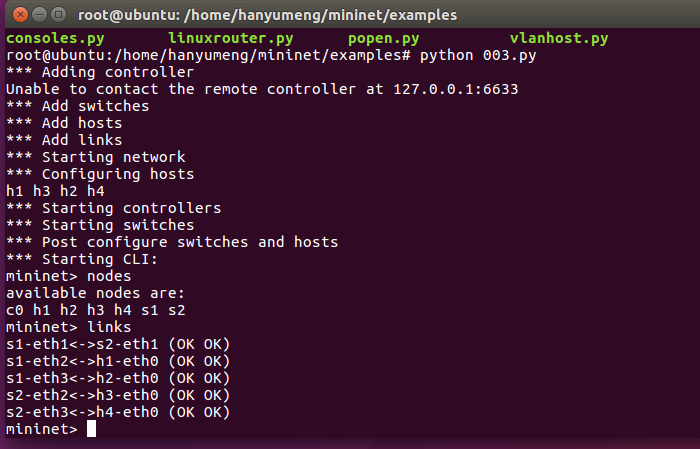 root@ubuntu: /home/hanyumeng/mininet/examples
consoles.py linuxrouter.py popen.py vlanhost.py
root@ubuntu:/home/hanyumeng/mininet/examples# python 003.py
*** Adding controller
Unable to contact the remote controller at 127.0.0.1:6633
*** Add switches
*** Add hosts
*** Add links
*** Starting network
*** Configuring hosts
h1 h3 h2 h4
*** Starting controllers
*** Starting switches
*** Post configure switches and hosts
*** Starting CLI:
mininet> nodes
available nodes are:
c0 h1 h2 h3 h4 s1 s2
mininet> links
s1-eth1<->s2-eth1 (OK OK)
s1-eth2<->h1-eth0 (OK OK)
s1-eth3<->h2-eth0 (OK OK)
s2-eth2<->h3-eth0 (OK OK)
s2-eth3<->h4-eth0 (OK OK)
mininet>